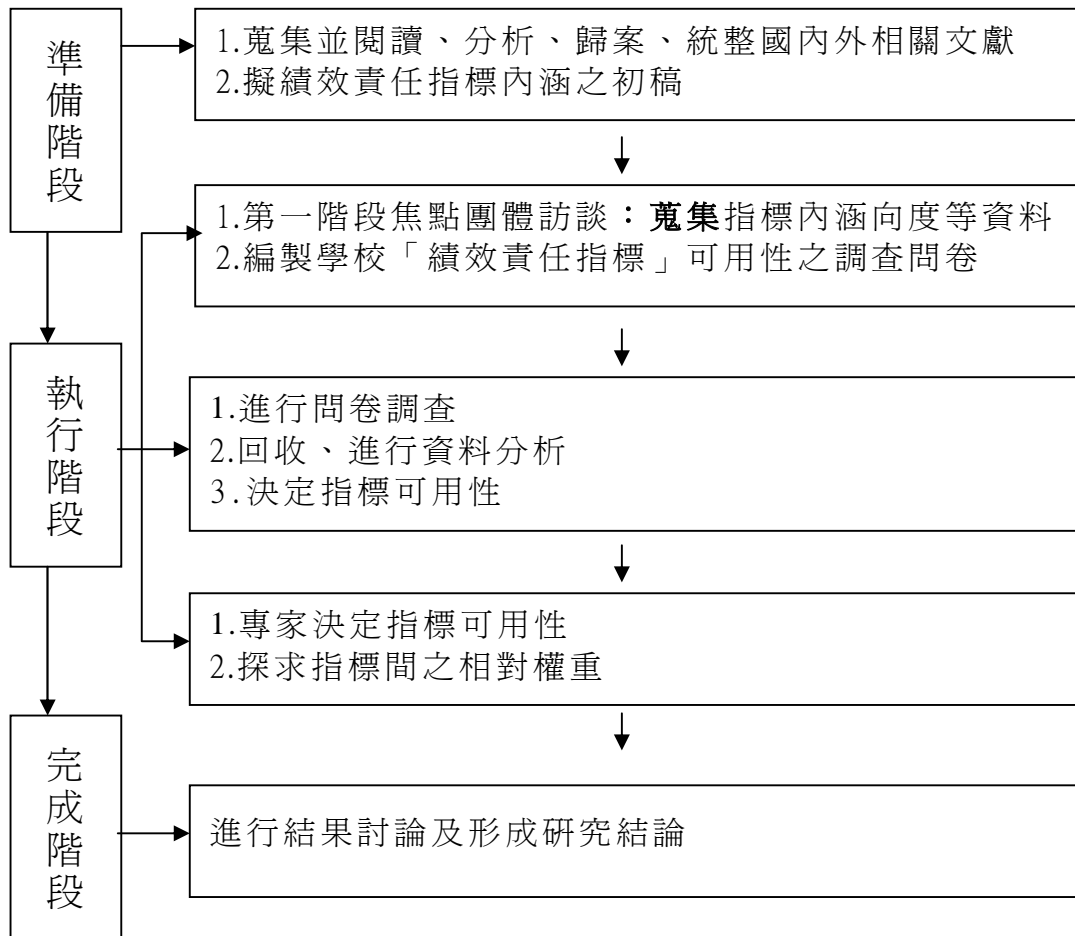 準備階段
1.蒐集並閱讀、分析、歸案、統整國內外相關文獻
2.擬績效責任指標內涵之初稿
1.第一階段焦點團體訪談：蒐集指標內涵向度等資料
2.編製學校「績效責任指標」可用性之調查問卷
執行階段
1.進行問卷調查
2.回收、進行資料分析
3.決定指標可用性
1.專家決定指標可用性
2.探求指標間之相對權重
完成階段
進行結果討論及形成研究結論